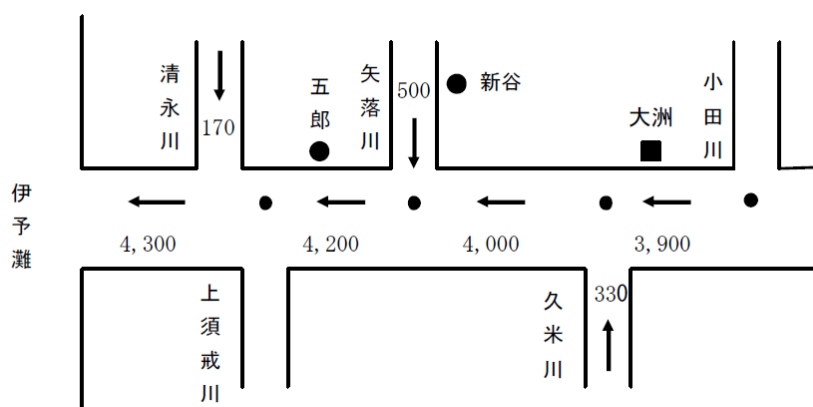 清永川
170
五郎
矢落川
500
新谷
大洲
小田川
伊予灘
4,300
4,200
4,000
3,900
上須戒川
久米川
330